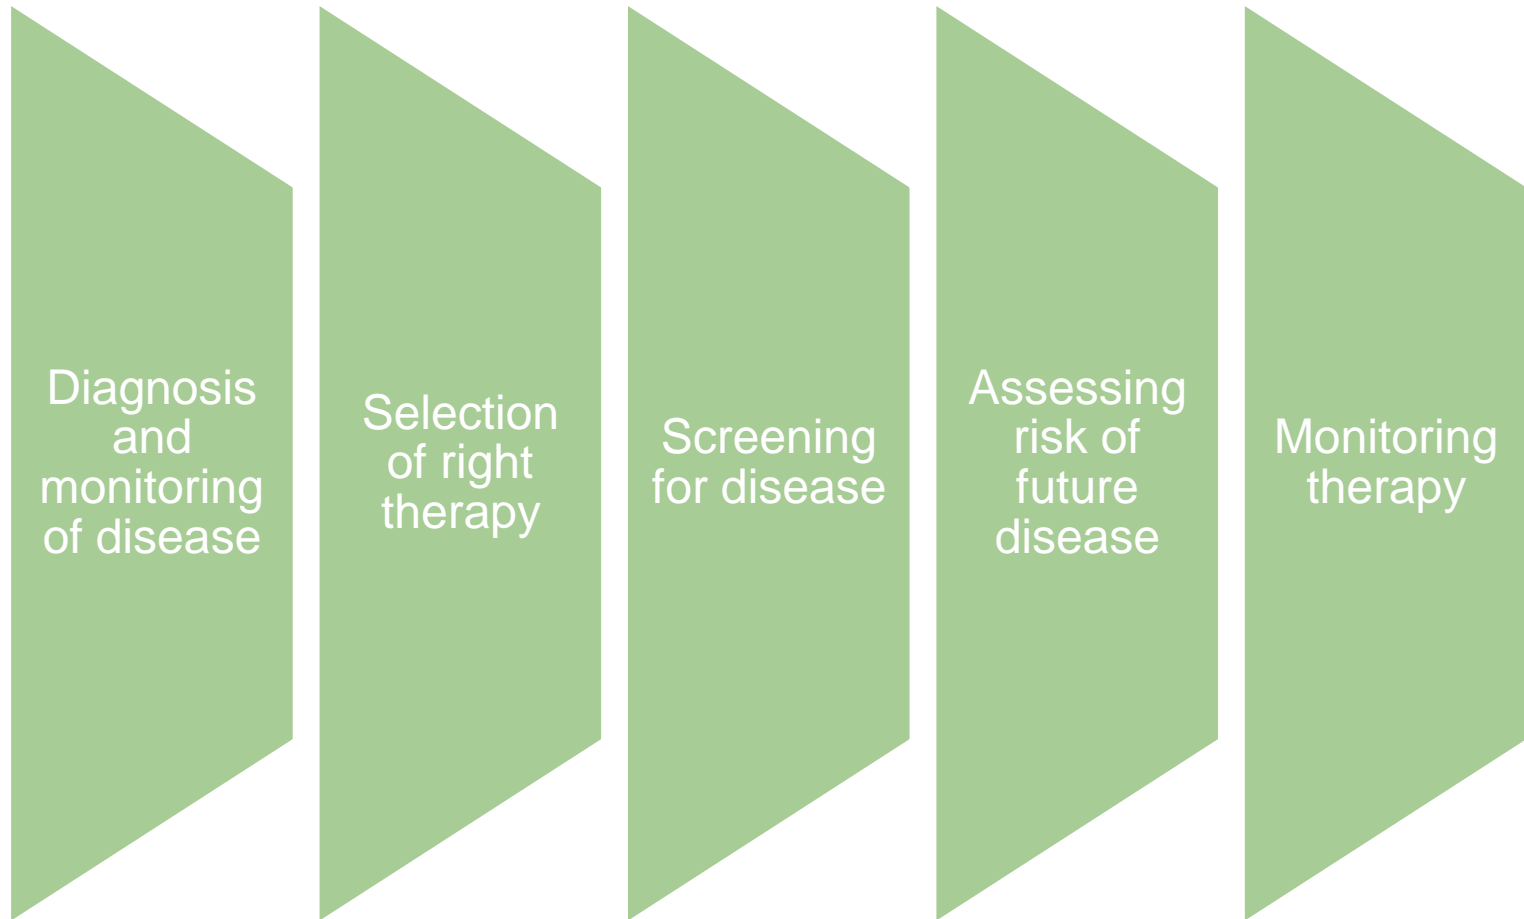 Diagnosis
and
monitoring
of disease
Selection
of right
therapy
Screening
for disease
Assessing
risk of
future
disease
Monitoring
therapy